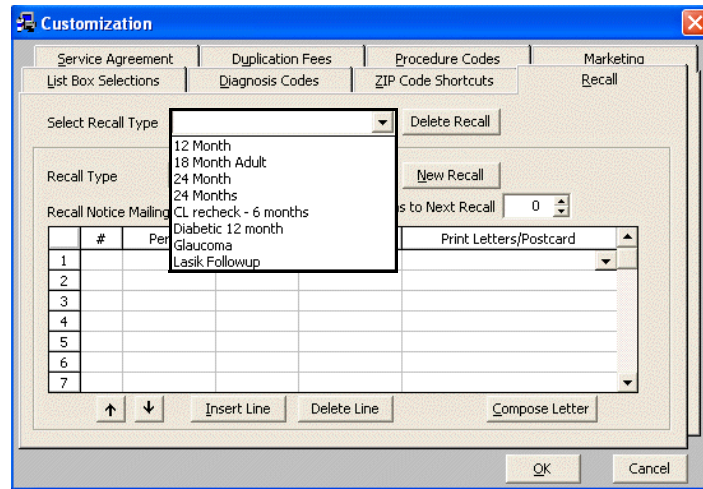 Customization
Service Agreement Duplication Fees Procedure Codes Marketing
List Box Selections Diagnosis Codes ZIP Code Shortcuts Recall
Select Recall Type Delete Recall
12 Month
18 Month Adult
24 Month
24 Months
CL recheck - 6 months
Diabetic 12 month
Glaucoma
Lasik Followup
Recall Type New Recall
Recall Notice Mailing s to Next Recall 0
# Per Print Letters/Postcard
1
2
3
4
5
6
7
Insert Line Delete Line Compose Letter
OK Cancel